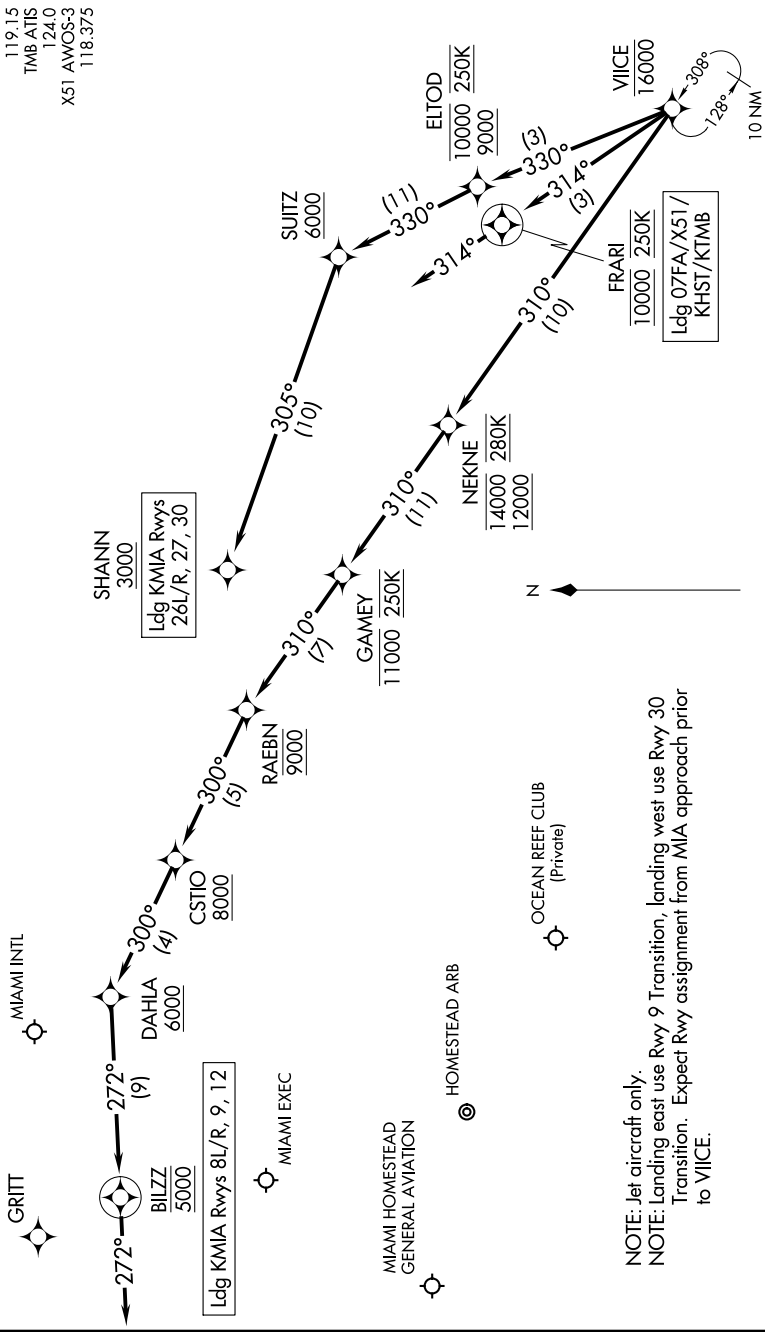 119.15
TMB ATIS
124.0
X51 AWOS-3
118.375
GRITT
MIAMI INTL
272°
BILZZ
5000
272°
(9)
DAHLA
6000
300°
(4)
CSTIO
8000
300°
(5)
RAEBN
9000
310°
(7)
GAMEY
11000 250K
310°
(11)
NEKNE
14000 280K
12000
310°
(10)
SHANN
3000
Ldg KMIA Rwys
26L/R, 27, 30
305°
(10)
SUITZ
6000
(11)
330°
ELTOD
10000 250K
9000
(3)
330°
314°
(3)
314°
FRARI
10000 250K
Ldg 07FA/X51/
KHST/KTMB
VIICE
16000
308°
128°
10 NM
Ldg KMIA Rwys 8L/R, 9, 12
MIAMI EXEC
MIAMI HOMESTEAD
GENERAL AVIATION
HOMESTEAD ARB
OCEAN REEF CLUB
(Private)
N
NOTE: Jet aircraft only.
NOTE: Landing east use Rwy 9 Transition, landing west use Rwy 30
Transition. Expect Rwy assignment from MIA approach prior
to VIICE.